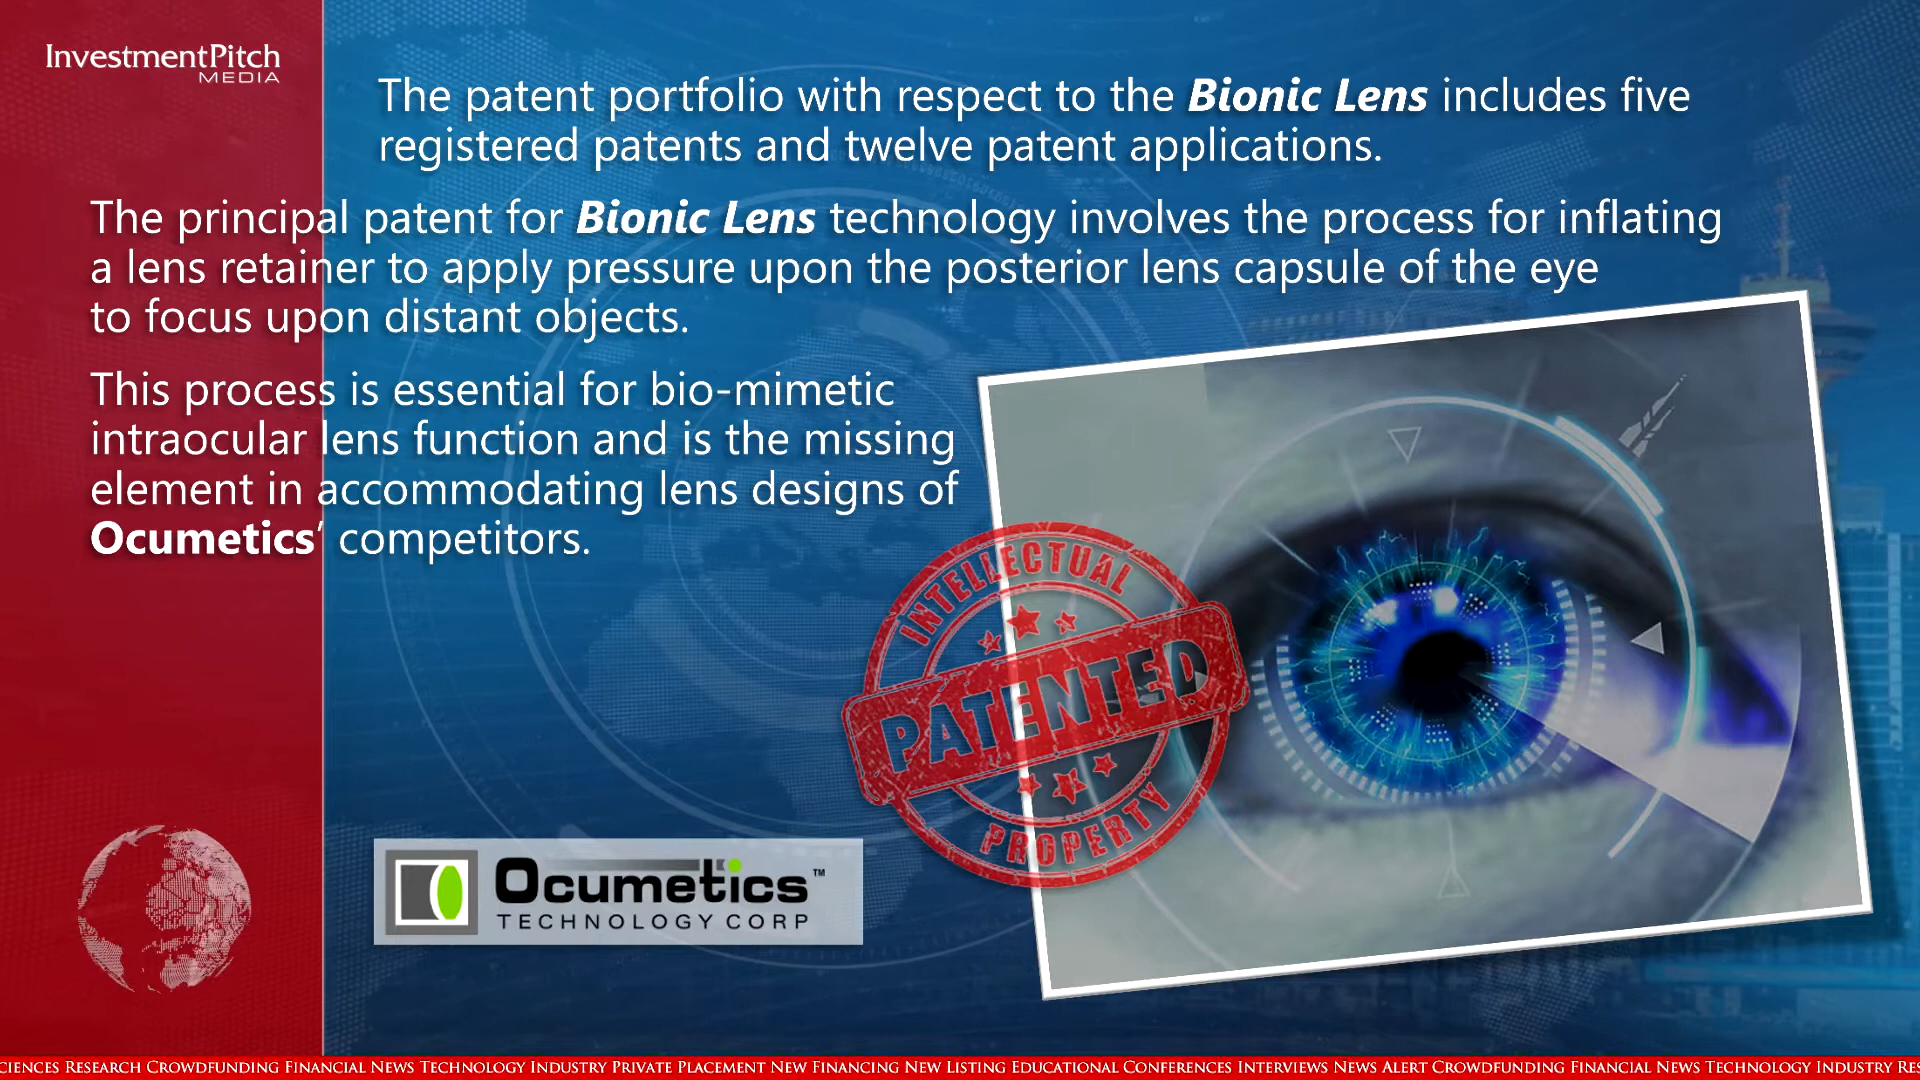 InvestmentPitch
MEDIA
The patent portfolio with respect to the Bionic Lens includes five
registered patents and twelve patent applications.
The principal patent for Bionic Lens technology involves the process for inflating
a lens retainer to apply pressure upon the posterior lens capsule of the eye
to focus upon distant objects.
This process is essential for bio-mimetic
intraocular lens function and is the missing
element in accommodating lens designs of
Ocumetics’ competitors.
INTELLECTUAL
PATENTED
PROPERTY
Ocumetics™
TECHNOLOGY CORP
CIENCES RESEARCH CROWDFUNDING FINANCIAL NEWS TECHNOLOGY INDUSTRY PRIVATE PLACEMENT NEW FINANCING NEW LISTING EDUCATIONAL CONFERENCES INTERVIEWS NEWS ALERT CROWDFUNDING FINANCIAL NEWS TECHNOLOGY INDUSTRY RES